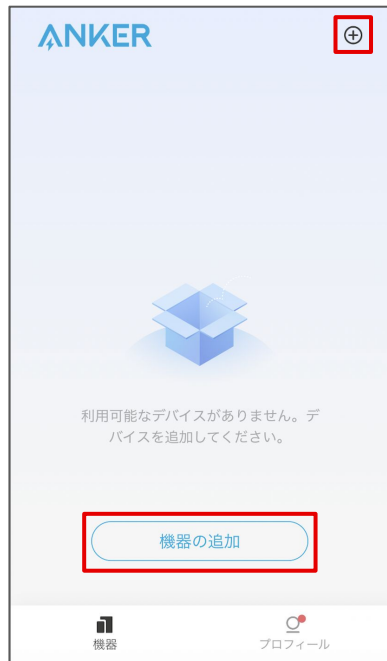 ANKER
利用可能なデバイスがありません。デ
バイスを追加してください。
機器の追加
機器
プロフィール